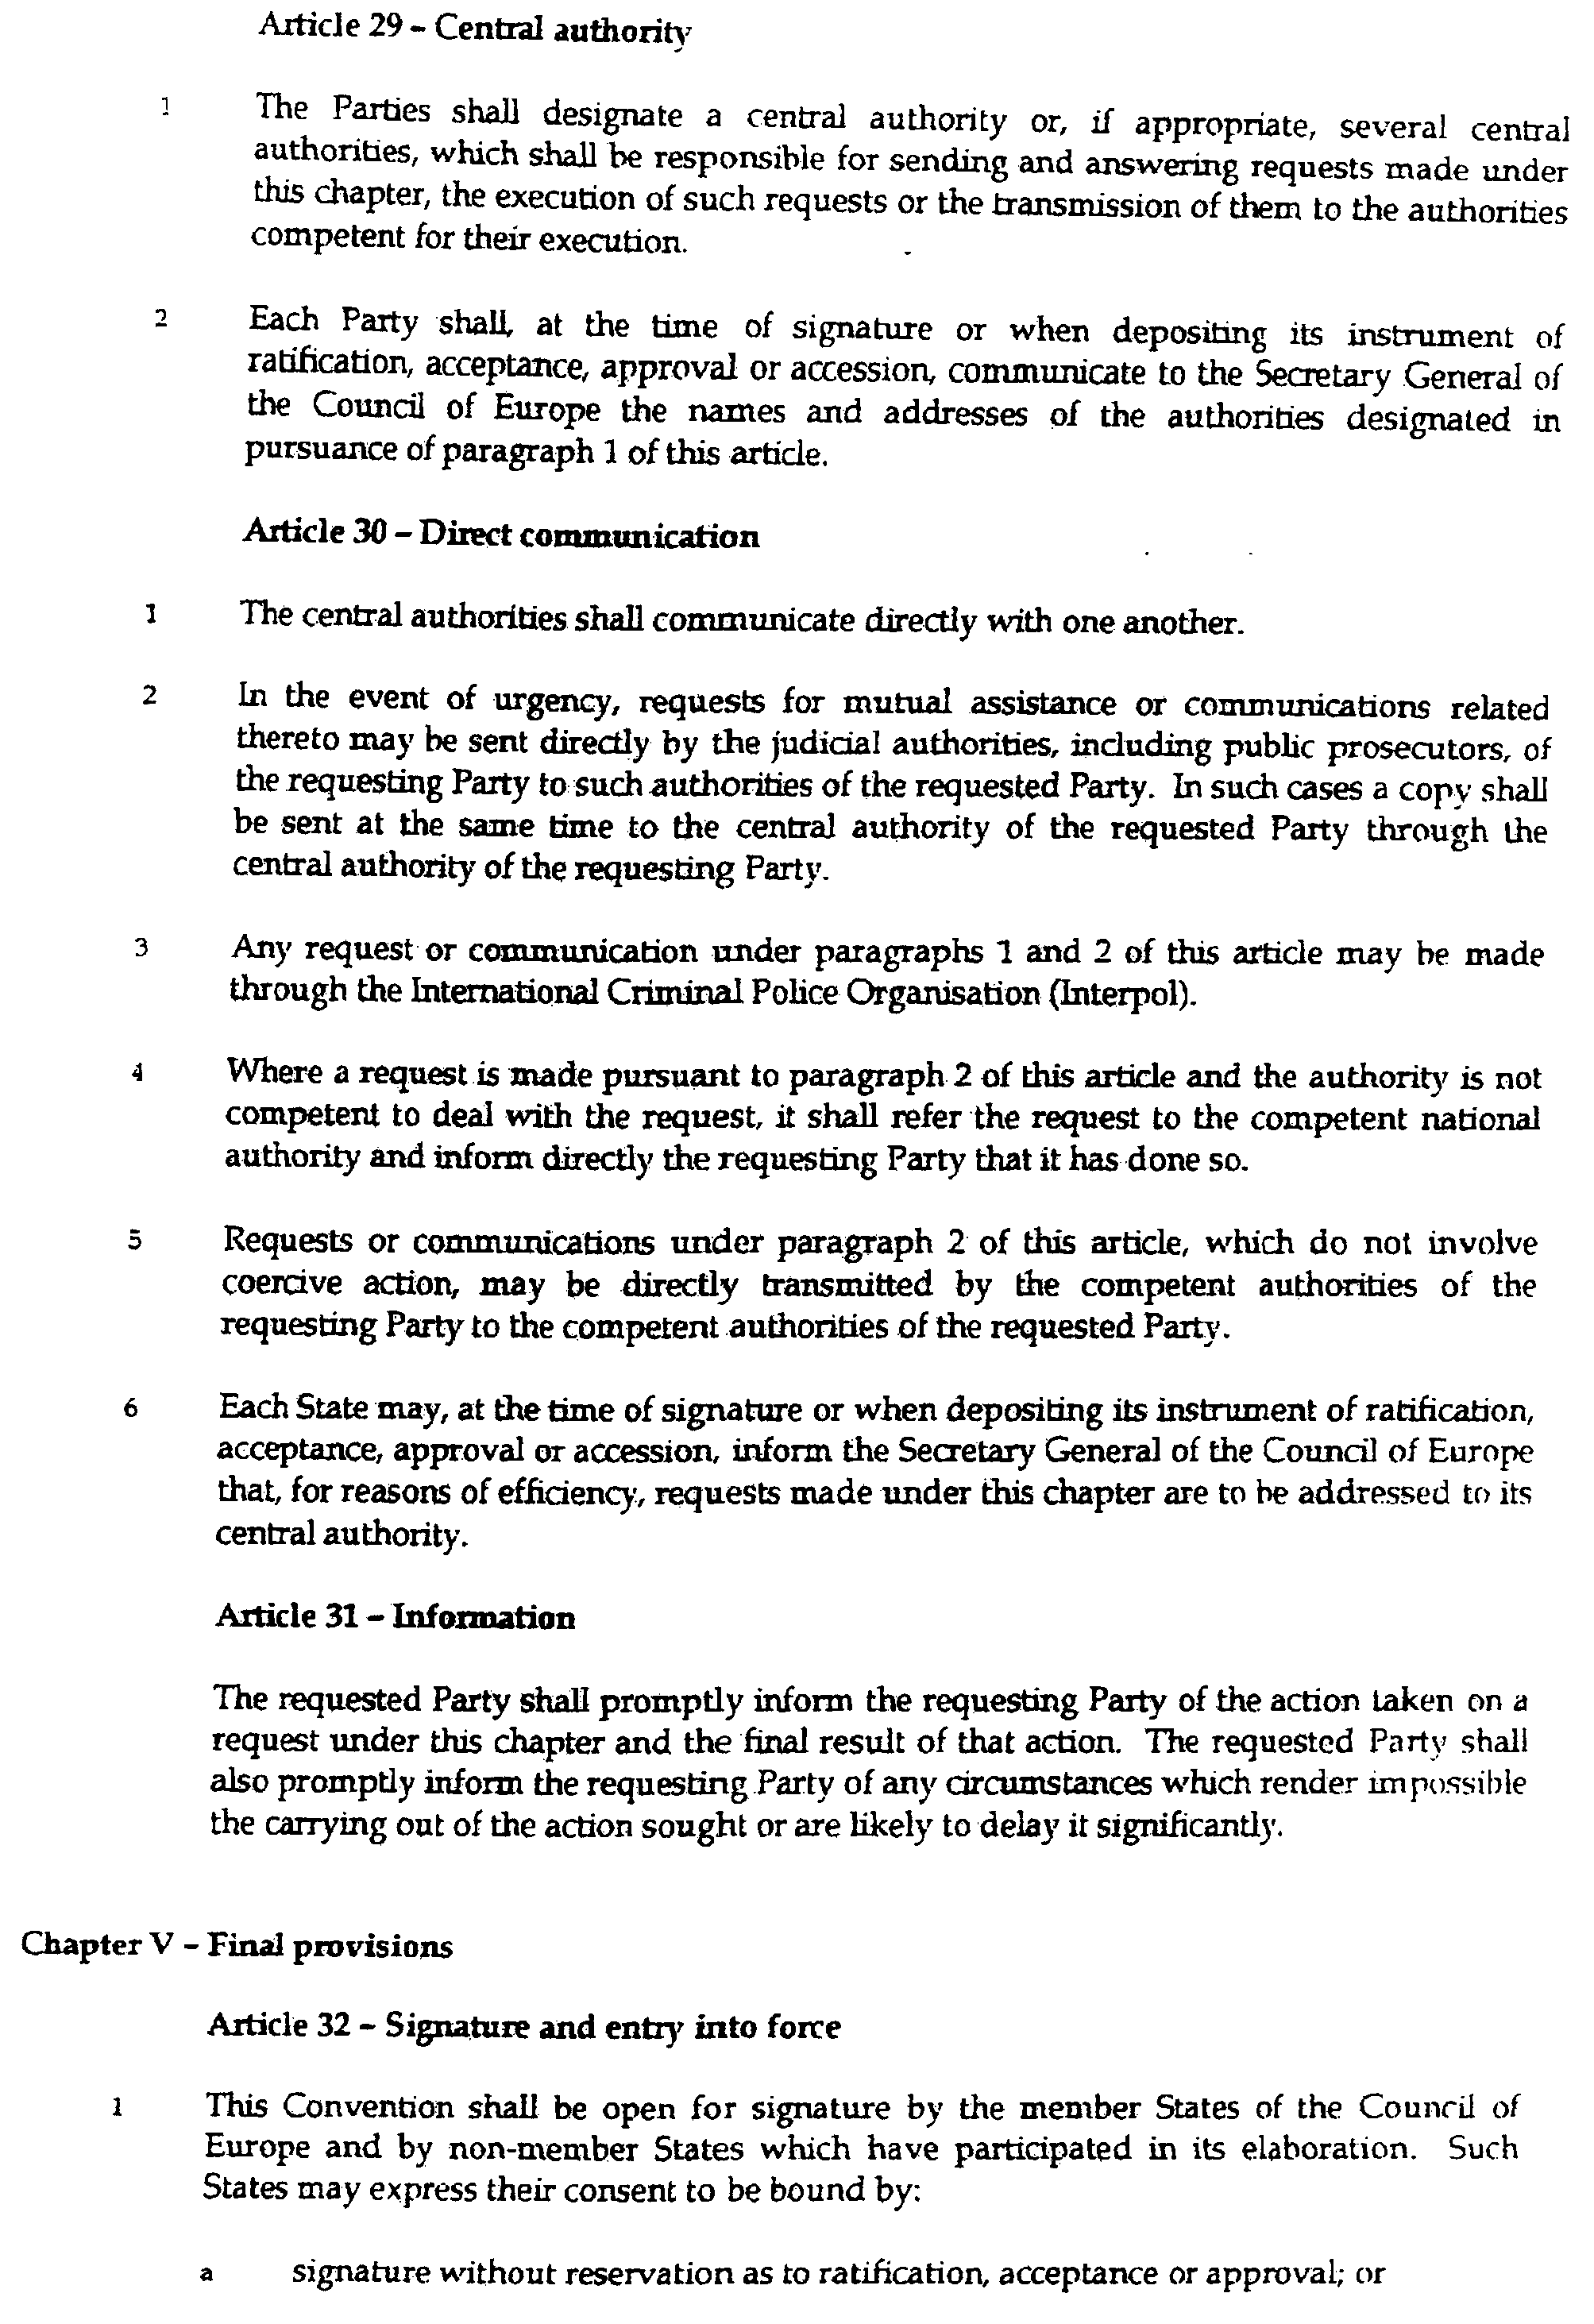 Article 29 – Central authority
1 The Parties shall designate a central authority or, if appropriate, several central
authorities, which shall be responsible for sending and answering requests made under
this chapter, the execution of such requests or the transmission of them to the authorities
competent for their execution.
2 Each Party shall, at the time of signature or when depositing its instrument of
ratification, acceptance, approval or accession, communicate to the Secretary General of
the Council of Europe the names and addresses of the authorities designated in
pursuance of paragraph 1 of this article.
Article 30 – Direct communication
1 The central authorities shall communicate directly with one another.
2 In the event of urgency, requests for mutual assistance or communications related
thereto may be sent directly by the judicial authorities, including public prosecutors, of
the requesting Party to such authorities of the requested Party. In such cases a copy shall
be sent at the same time to the central authority of the requested Party through the
central authority of the requesting Party.
3 Any request or communication under paragraphs 1 and 2 of this article may be made
through the International Criminal Police Organisation (Interpol).
4 Where a request is made pursuant to paragraph 2 of this article and the authority is not
competent to deal with the request, it shall refer the request to the competent national
authority and inform directly the requesting Party that it has done so.
5 Requests or communications under paragraph 2 of this article, which do not involve
coercive action, may be directly transmitted by the competent authorities of the
requesting Party to the competent authorities of the requested Party.
6 Each State may, at the time of signature or when depositing its instrument of ratification,
acceptance, approval or accession, inform the Secretary General of the Council of Europe
that, for reasons of efficiency, requests made under this chapter are to be addressed to its
central authority.
Article 31 – Information
The requested Party shall promptly inform the requesting Party of the action taken on a
request under this chapter and the final result of that action. The requested Party shall
also promptly inform the requesting Party of any circumstances which render impossible
the carrying out of the action sought or are likely to delay it significantly.
Chapter V – Final provisions
Article 32 – Signature and entry into force
1 This Convention shall be open for signature by the member States of the Council of
Europe and by non-member States which have participated in its elaboration. Such
States may express their consent to be bound by:
a signature without reservation as to ratification, acceptance or approval; or